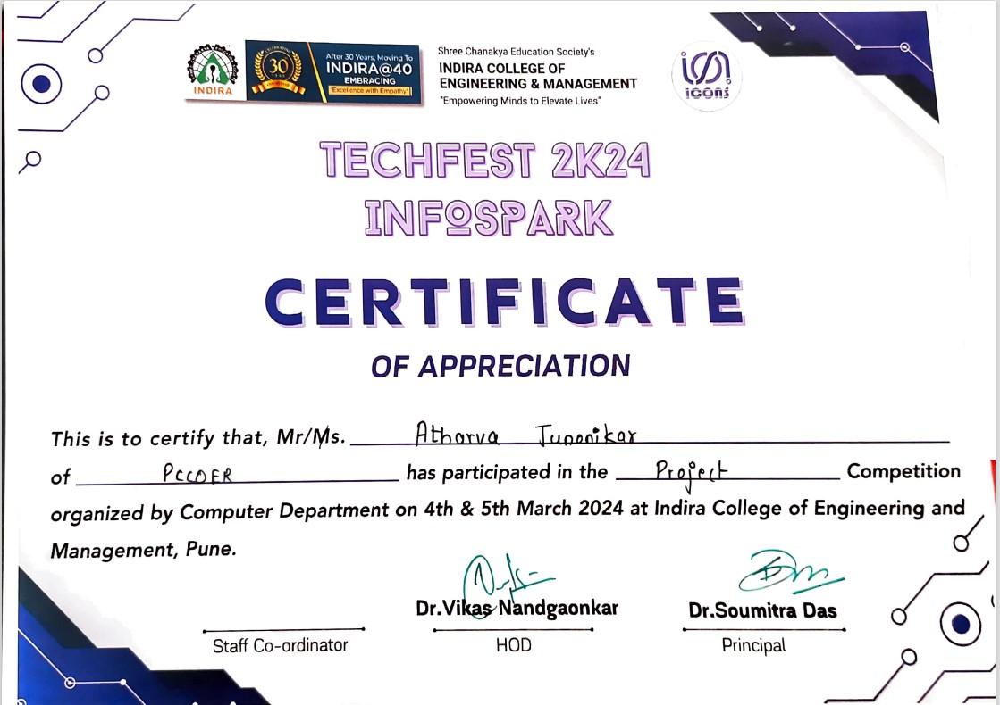 INDIRA
CELEBRATING
30
YEARS
After 30 Years, Moving To
INDIRA@40
EMBRACING
"Excellence with Empathy"
Shree Chanakya Education Society's
INDIRA COLLEGE OF
ENGINEERING & MANAGEMENT
"Empowering Minds to Elevate Lives"
icons
TECHFEST 2K24
INFOSPARK
CERTIFICATE
OF APPRECIATION
This is to certify that, Mr/Ms. Atharva Junonikar
of PCCOER has participated in the Project Competition
organized by Computer Department on 4th & 5th March 2024 at Indira College of Engineering and
Management, Pune.
Dr.Vikas Nandgaonkar Dr.Soumitra Das
Staff Co-ordinator HOD Principal